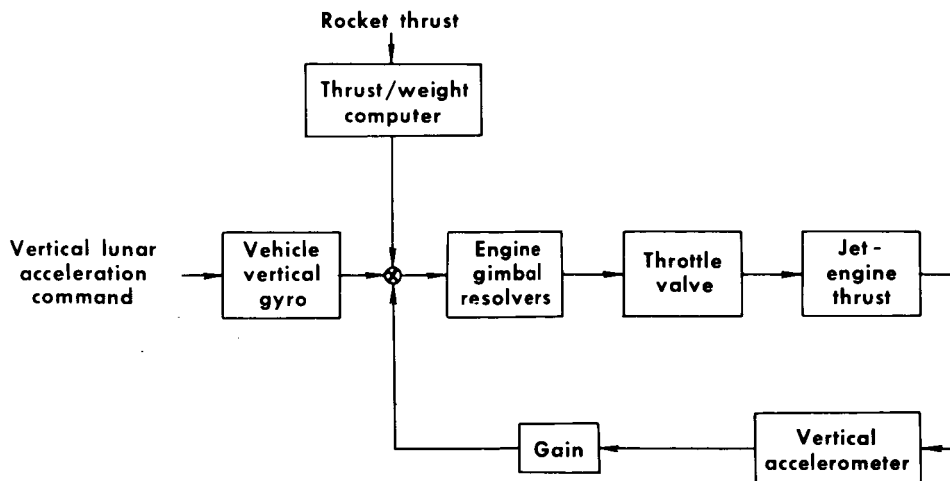 Rocket thrust
Thrust/weight
computer
Vertical lunar
acceleration
command
Vehicle
vertical
gyro
Engine
gimbal
resolvers
Throttle
valve
Jet-
engine
thrust
Gain
Vertical
accelerometer